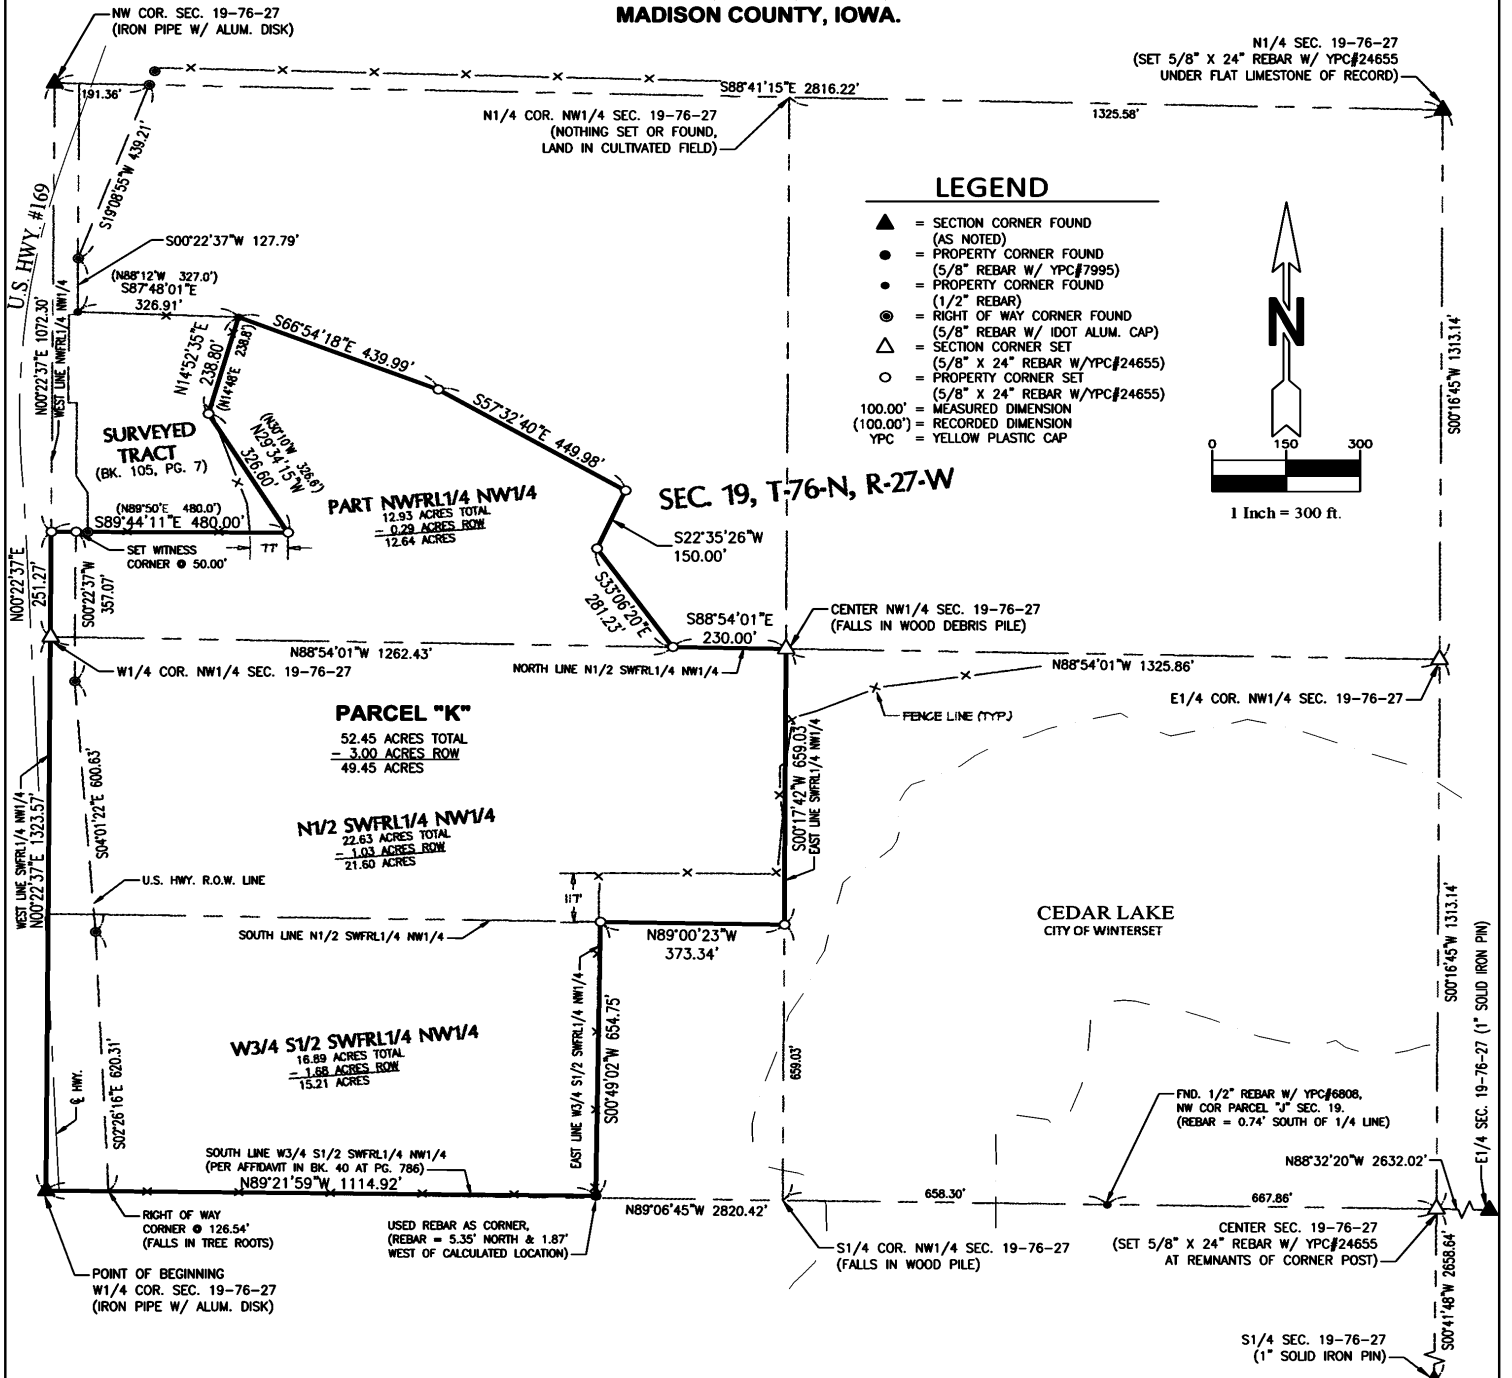 MADISON COUNTY, IOWA.
NW COR. SEC. 19-76-27
(IRON PIPE W/ ALUM. DISK)
N1/4 SEC. 19-76-27
(SET 5/8" X 24" REBAR W/ YPC#24655
UNDER FLAT LIMESTONE OF RECORD)
191.36'
S88°41'15"E 2816.22'
1325.58'
N1/4 COR. NW1/4 SEC. 19-76-27
(NOTHING SET OR FOUND,
LAND IN CULTIVATED FIELD)
S19°08'55"W 439.21'
U.S. HWY. #169
S00°22'37"W 127.79'
(N88°12'W 327.0')
S87°48'01"E
326.91'
N00°22'37"E 1072.30'
WEST LINE NWFRL1/4 NW1/4
LEGEND
= SECTION CORNER FOUND
(AS NOTED)
= PROPERTY CORNER FOUND
(5/8" REBAR W/ YPC#7995)
= PROPERTY CORNER FOUND
(1/2" REBAR)
= RIGHT OF WAY CORNER FOUND
(5/8" REBAR W/ IDOT ALUM. CAP)
= SECTION CORNER SET
(5/8" X 24" REBAR W/YPC#24655)
= PROPERTY CORNER SET
(5/8" X 24" REBAR W/YPC#24655)
100.00' = MEASURED DIMENSION
(100.00') = RECORDED DIMENSION
YPC = YELLOW PLASTIC CAP
N
0 150 300
1 Inch = 300 ft.
S00°16'45"W 1313.14'
S66°54'18"E 439.99'
N14°52'35"E
238.80'
(N14°48'E 238.8')
S57°32'40"E 449.98'
SURVEYED
TRACT
(BK. 105, PG. 7)
(N30°10'W 326.6')
N29°34'15"W
326.60'
PART NWFRL1/4 NW1/4
12.93 ACRES TOTAL
- 0.29 ACRES ROW
12.64 ACRES
SEC. 19, T-76-N, R-27-W
(N89°50'E 480.0')
S89°44'11"E 480.00'
77'
SET WITNESS
CORNER @ 50.00'
S22°35'26"W
150.00'
N00°22'37"E
251.27'
S00°22'37"W
357.07'
S33°06'20"E
281.23'
S88°54'01"E
230.00'
CENTER NW1/4 SEC. 19-76-27
(FALLS IN WOOD DEBRIS PILE)
N88°54'01"W 1262.43'
NORTH LINE N1/2 SWFRL1/4 NW1/4
N88°54'01"W 1325.86'
W1/4 COR. NW1/4 SEC. 19-76-27
E1/4 COR. NW1/4 SEC. 19-76-27
FENCE LINE (TYP.)
PARCEL "K"
52.45 ACRES TOTAL
- 3.00 ACRES ROW
49.45 ACRES
S00°17'42"W 659.03'
EAST LINE SWFRL1/4 NW1/4
WEST LINE SWFRL1/4 NW1/4
N00°22'37"E 1323.57'
S04°01'22"E 600.63'
N1/2 SWFRL1/4 NW1/4
22.63 ACRES TOTAL
- 1.03 ACRES ROW
21.60 ACRES
U.S. HWY. R.O.W. LINE
117'
SOUTH LINE N1/2 SWFRL1/4 NW1/4
N89°00'23"W
373.34'
CEDAR LAKE
CITY OF WINTERSET
S00°16'45"W 1313.14'
EAST LINE W3/4 S1/2 SWFRL1/4 NW1/4
S00°49'02"W 654.75'
W3/4 S1/2 SWFRL1/4 NW1/4
16.89 ACRES TOTAL
- 1.68 ACRES ROW
15.21 ACRES
659.03'
℄ HWY.
S02°26'16"E 620.31'
FND. 1/2" REBAR W/ YPC#6808,
NW COR PARCEL "J" SEC. 19.
(REBAR = 0.74' SOUTH OF 1/4 LINE)
E1/4 SEC. 19-76-27 (1" SOLID IRON PIN)
N88°32'20"W 2632.02'
SOUTH LINE W3/4 S1/2 SWFRL1/4 NW1/4
(PER AFFIDAVIT IN BK. 40 AT PG. 786)
N89°21'59"W 1114.92'
N89°06'45"W 2820.42'
658.30'
667.86'
RIGHT OF WAY
CORNER @ 126.54'
(FALLS IN TREE ROOTS)
USED REBAR AS CORNER,
(REBAR = 5.35' NORTH & 1.87'
WEST OF CALCULATED LOCATION)
S1/4 COR. NW1/4 SEC. 19-76-27
(FALLS IN WOOD PILE)
CENTER SEC. 19-76-27
(SET 5/8" X 24" REBAR W/ YPC#24655
AT REMNANTS OF CORNER POST)
POINT OF BEGINNING
W1/4 COR. SEC. 19-76-27
(IRON PIPE W/ ALUM. DISK)
S00°41'48"W 2658.64'
S1/4 SEC. 19-76-27
(1" SOLID IRON PIN)